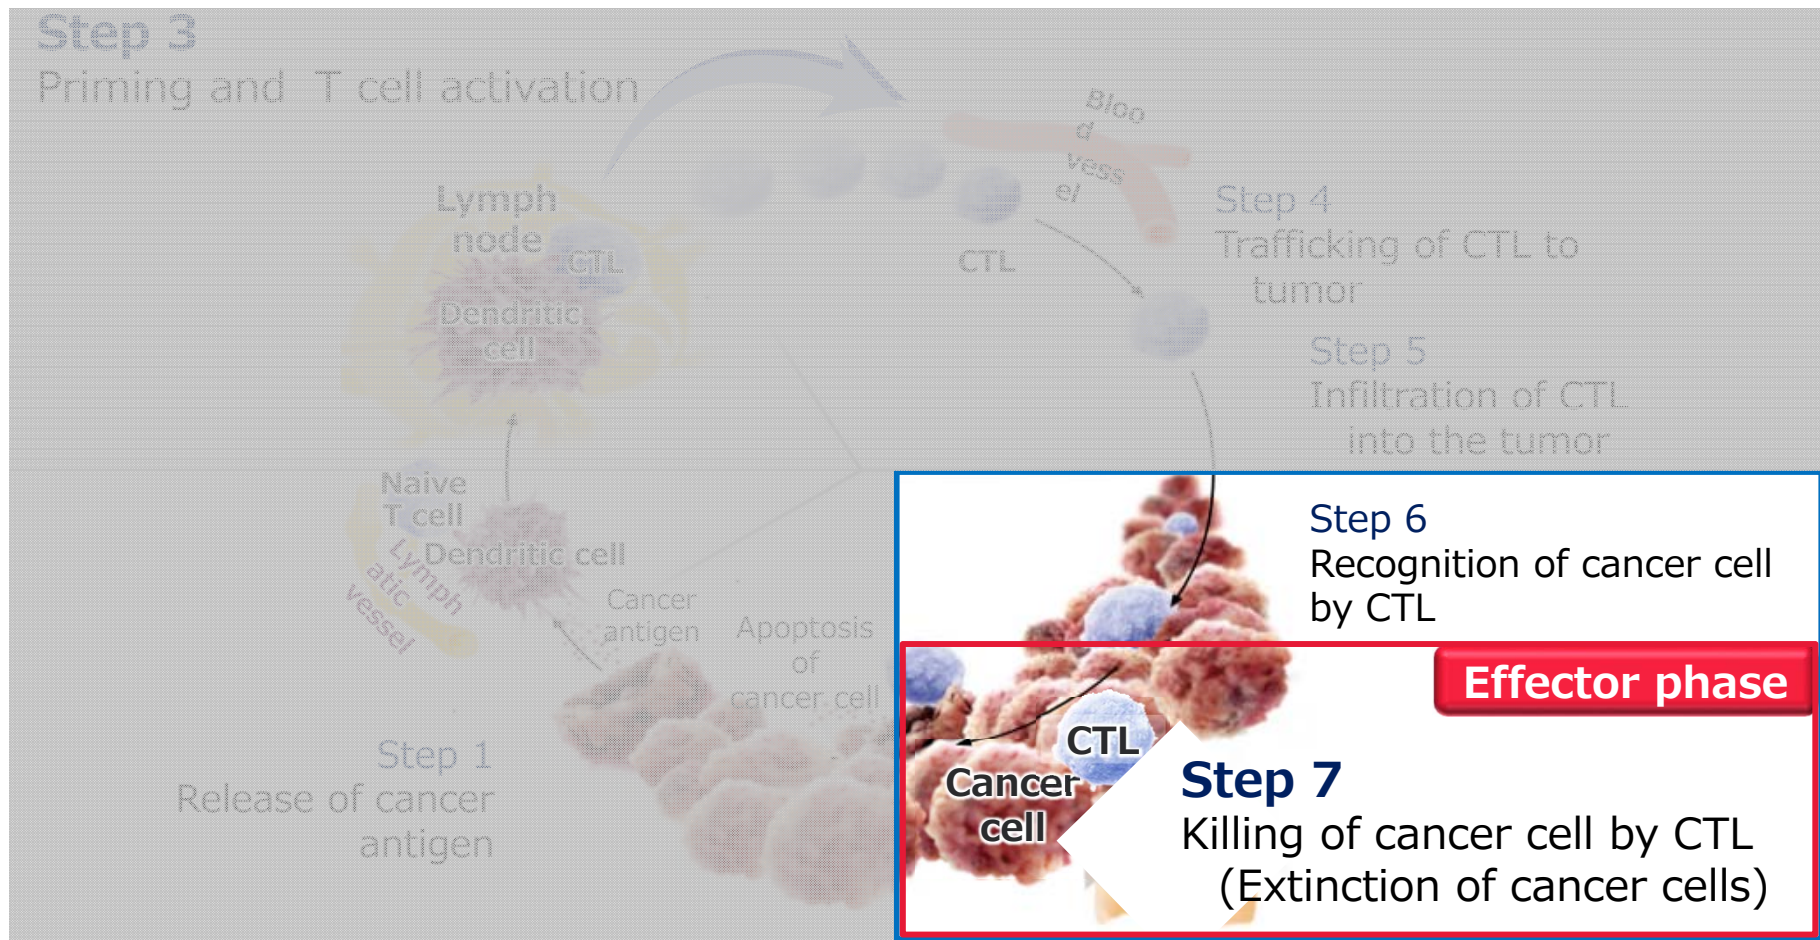 Step 3
Priming and T cell activation
Bloo
d
vess
el
Lymph
node
CTL
Dendritic
cell
CTL
Step 4
Trafficking of CTL to
tumor
Step 5
Infiltration of CTL
into the tumor
Naive
T cell
Dendritic cell
Lymph
atic
vessel
Cancer
antigen
Apoptosis
of
cancer cell
Step 1
Release of cancer
antigen
Step 6
Recognition of cancer cell
by CTL
Effector phase
CTL
Cancer
cell
Step 7
Killing of cancer cell by CTL
(Extinction of cancer cells)